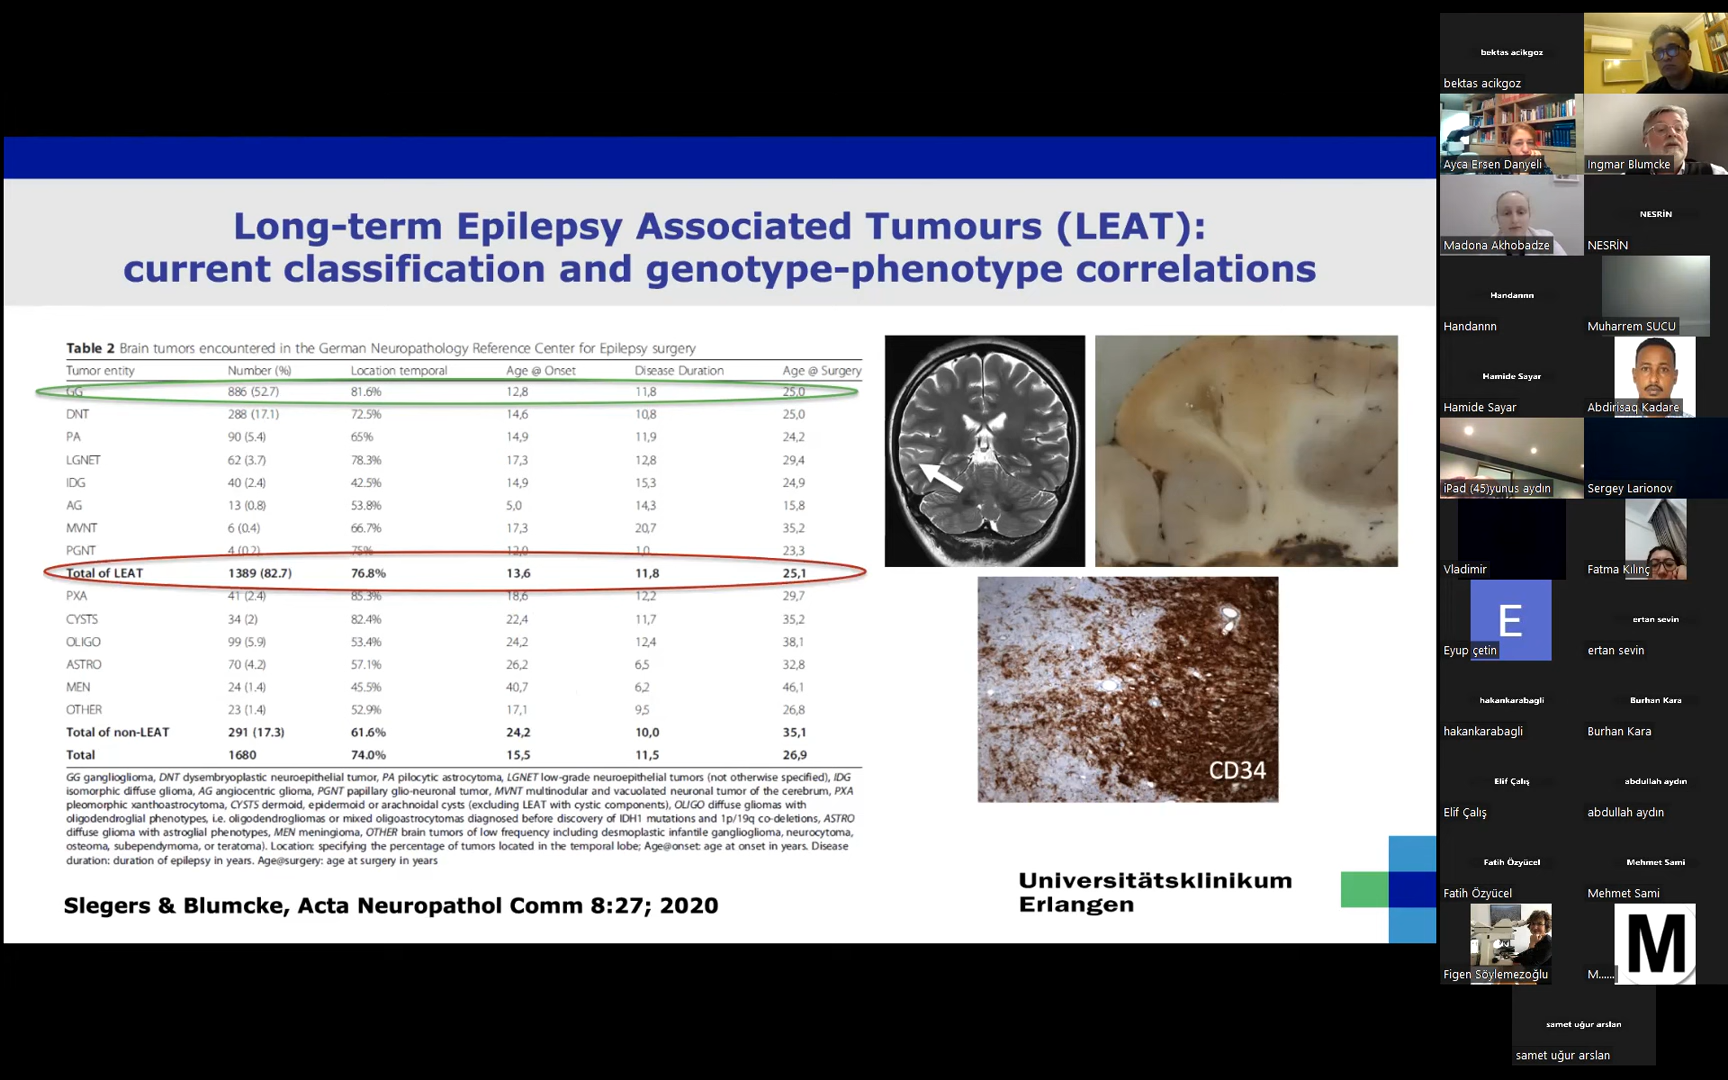 Long-term Epilepsy Associated Tumours (LEAT):
current classification and genotype-phenotype correlations
Table 2 Brain tumors encountered in the German Neuropathology Reference Center for Epilepsy surgery
Tumor entity Number (%) Location temporal Age @ Onset Disease Duration Age @ Surgery
GG 886 (52.7) 81.6% 12,8 11,8 25,0
DNT 288 (17.1) 72.5% 14,6 10,8 25,0
PA 90 (5.4) 65% 14,9 11,9 24,2
LGNET 62 (3.7) 78.3% 17,3 12,8 29,4
IDG 40 (2.4) 42.5% 14,9 15,3 24,9
AG 13 (0.8) 53.8% 5,0 14,3 15,8
MVNT 6 (0.4) 66.7% 17,3 20,7 35,2
PGNT 4 (0.2) 75% 12,0 1,0 23,3
Total of LEAT 1389 (82.7) 76.8% 13,6 11,8 25,1
PXA 41 (2.4) 85.3% 18,6 12,2 29,7
CYSTS 34 (2) 82.4% 22,4 11,7 35,2
OLIGO 99 (5.9) 53.4% 24,2 12,4 38,1
ASTRO 70 (4.2) 57.1% 26,2 6,5 32,8
MEN 24 (1.4) 45.5% 40,7 6,2 46,1
OTHER 23 (1.4) 52.9% 17,1 9,5 26,8
Total of non-LEAT 291 (17.3) 61.6% 24,2 10,0 35,1
Total 1680 74.0% 15,5 11,5 26,9
GG ganglioglioma, DNT dysembryoplastic neuroepithelial tumor, PA pilocytic astrocytoma, LGNET low-grade neuroepithelial tumors (not otherwise specified), IDG
isomorphic diffuse glioma, AG angiocentric glioma, PGNT papillary glio-neuronal tumor, MVNT multinodular and vacuolated neuronal tumor of the cerebrum, PXA
pleomorphic xanthoastrocytoma, CYSTS dermoid, epidermoid or arachnoidal cysts (excluding LEAT with cystic components), OLIGO diffuse gliomas with
oligodendroglial phenotypes, i.e. oligodendrogliomas or mixed oligoastrocytomas diagnosed before discovery of IDH1 mutations and 1p/19q co-deletions, ASTRO
diffuse glioma with astroglial phenotypes, MEN meningioma, OTHER brain tumors of low frequency including desmoplastic infantile ganglioglioma, neurocytoma,
osteoma, subependymoma, or teratoma). Location: specifying the percentage of tumors located in the temporal lobe; Age@onset: age at onset in years. Disease
duration: duration of epilepsy in years. Age@surgery: age at surgery in years
CD34
Slegers & Blumcke, Acta Neuropathol Comm 8:27; 2020
Universitätsklinikum
Erlangen
bektas acikgoz
bektas acikgoz
Ayca Ersen Danyeli
Ingmar Blumcke
Madona Akhobadze
NESRİN
NESRİN
Handannn
Handannn
Muharrem SUCU
Hamide Sayar
Hamide Sayar
Abdirisaq Kadare
iPad (45)yunus aydın
Sergey Larionov
Vladimir
Fatma Kılınç
E
Eyup çetin
ertan sevin
ertan sevin
hakankarabagli
hakankarabagli
Burhan Kara
Burhan Kara
Elif Çalış
Elif Çalış
abdullah aydın
abdullah aydın
Fatih Özyücel
Fatih Özyücel
Mehmet Sami
Mehmet Sami
Figen Söylemezoğlu
M
M......
samet uğur arslan
samet uğur arslan